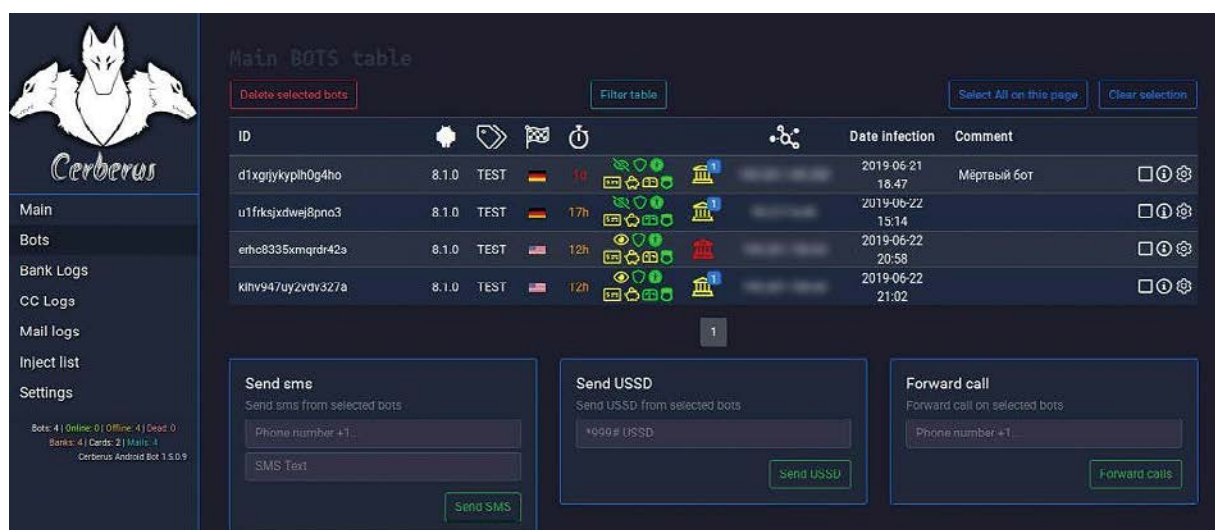 Cerberus
Main
Bots
Bank Logs
CC Logs
Mail logs
Inject list
Settings
Bots: 4 | Online: 0 | Offline: 4 | Dead: 0
Banks: 4 | Cards: 2 | Mails: 4
Cerberus Android Bot 1.5.0.9
Main BOTS table
Delete selected bots
Filter table
Select All on this page
Clear selection
ID Date infection Comment
d1xgrjykyplh0g4ho 8.1.0 TEST 1d 1 2019-06-21 18:47 Мёртвый бот
u1frksjxdwej8pno3 8.1.0 TEST 17h 1 2019-06-22 15:14
erhc8335xmqrdr42a 8.1.0 TEST 12h 2019-06-22 20:58
klhv947uy2vdv327a 8.1.0 TEST 12h 1 2019-06-22 21:02
1
Send sms
Send sms from selected bots
Phone number +1...
SMS Text
Send SMS
Send USSD
Send USSD from selected bots
*999# USSD
Send USSD
Forward call
Forward call on selected bots
Phone number +1...
Forward calls